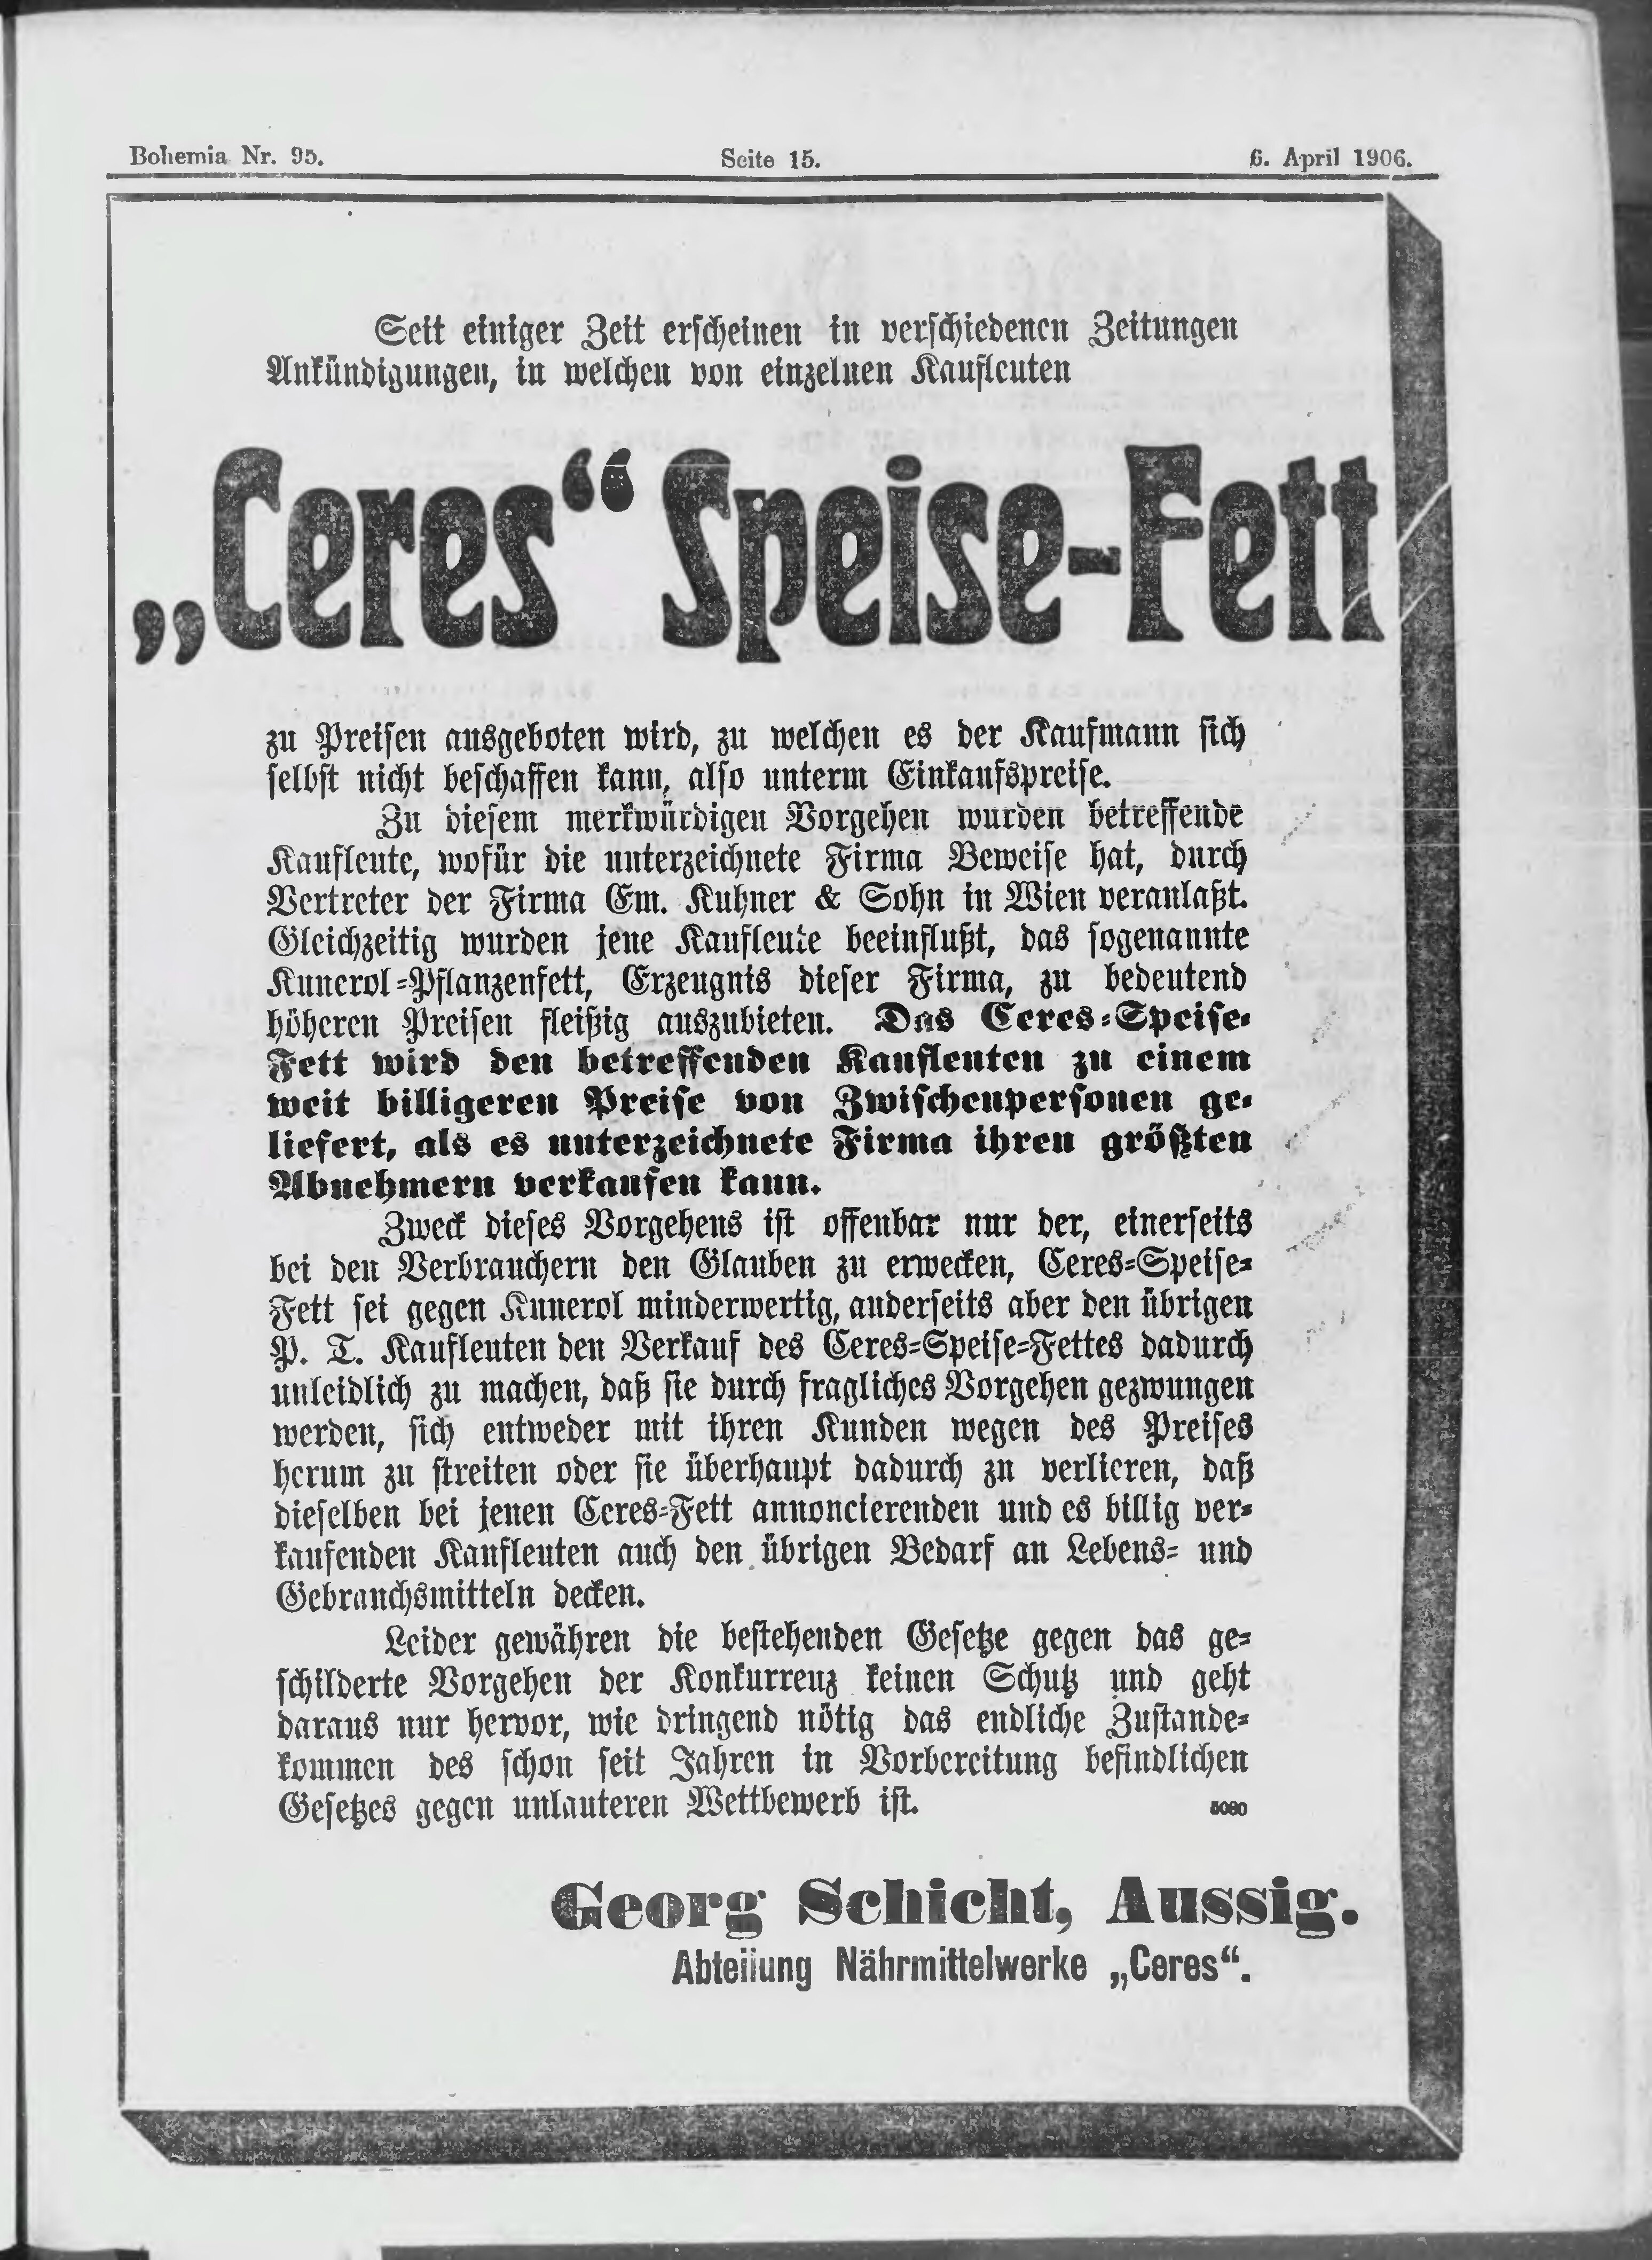 Bohemia Nr. 95. Seite 15. 6. April 1906.
Seit einiger Zeit erscheinen in verschiedenen Zeitungen
Ankündigungen, in welchen von einzelnen Kaufleuten
„Ceres“ Speise-Fett
zu Preisen ausgeboten wird, zu welchen es der Kaufmann sich
selbst nicht beschaffen kann, also unterm Einkaufspreise.
Zu diesem merkwürdigen Vorgehen wurden betreffende
Kaufleute, wofür die unterzeichnete Firma Beweise hat, durch
Vertreter der Firma Em. Kuhner & Sohn in Wien veranlaßt.
Gleichzeitig wurden jene Kaufleute beeinflußt, das sogenannte
Kunerol-Pflanzenfett, Erzeugnis dieser Firma, zu bedeutend
höheren Preisen fleißig auszubieten. Das Ceres-Speise-
Fett wird den betreffenden Kaufleuten zu einem
weit billigeren Preise von Zwischenpersonen ge-
liefert, als es unterzeichnete Firma ihren größten
Abnehmern verkaufen kann.
Zweck dieses Vorgehens ist offenbar nur der, einerseits
bei den Verbrauchern den Glauben zu erwecken, Ceres-Speise-
Fett sei gegen Kunerol minderwertig, anderseits aber den übrigen
P. T. Kaufleuten den Verkauf des Ceres-Speise-Fettes dadurch
unleidlich zu machen, daß sie durch fragliches Vorgehen gezwungen
werden, sich entweder mit ihren Kunden wegen des Preises
herum zu streiten oder sie überhaupt dadurch zu verlieren, daß
dieselben bei jenen Ceres-Fett annoncierenden und es billig ver-
kaufenden Kaufleuten auch den übrigen Bedarf an Lebens- und
Gebrauchsmitteln decken.
Leider gewähren die bestehenden Gesetze gegen das ge-
schilderte Vorgehen der Konkurrenz keinen Schutz und geht
daraus nur hervor, wie dringend nötig das endliche Zustande-
kommen des schon seit Jahren in Vorbereitung befindlichen
Gesetzes gegen unlauteren Wettbewerb ist. 5080
Georg Schicht, Aussig.
Abteilung Nährmittelwerke „Ceres“.